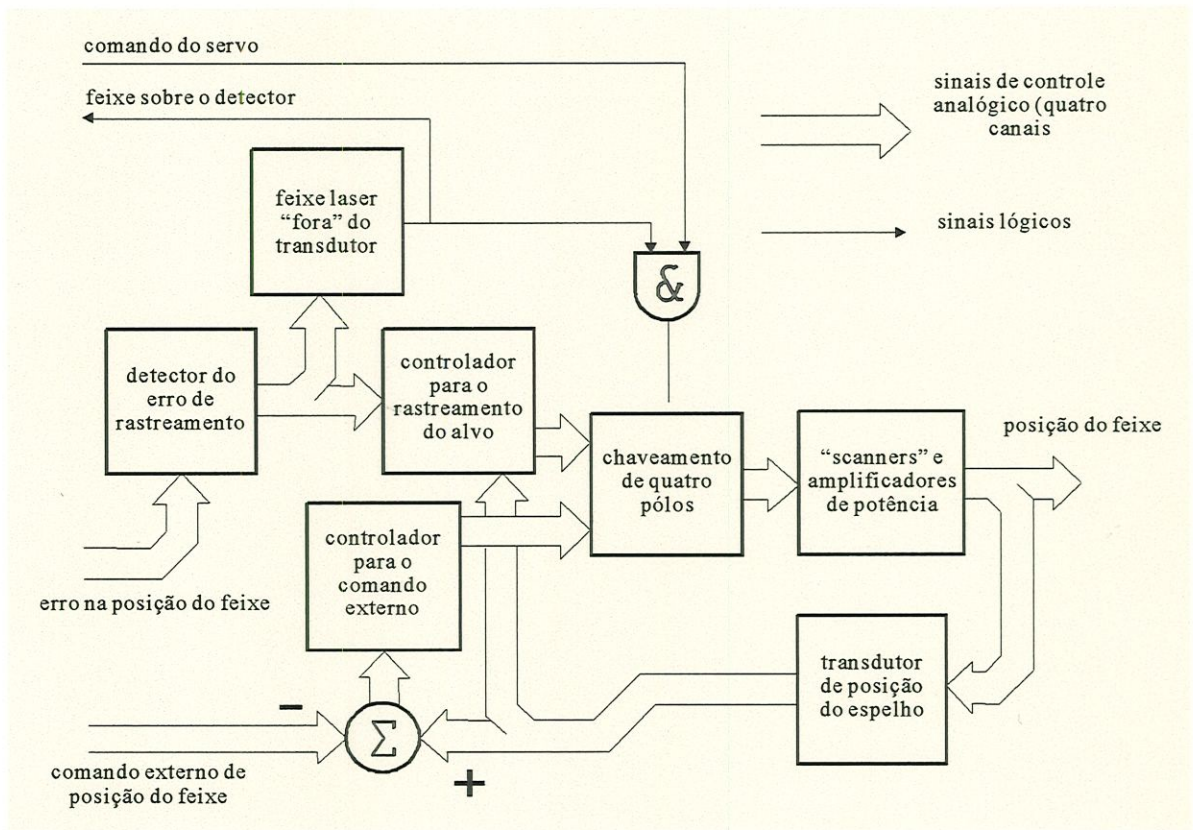 comando do servo
feixe sobre o detector
sinais de controle
analógico (quatro
canais
sinais lógicos
feixe laser
“fora” do
transdutor
&
detector do
erro de
rastreamento
controlador
para o
rastreamento
do alvo
chaveamento
de quatro
pólos
“scanners” e
amplificadores
de potência
posição do feixe
controlador
para o
comando
externo
erro na posição do feixe
transdutor
de posição
do espelho
-
Σ
+
comando externo de
posição do feixe